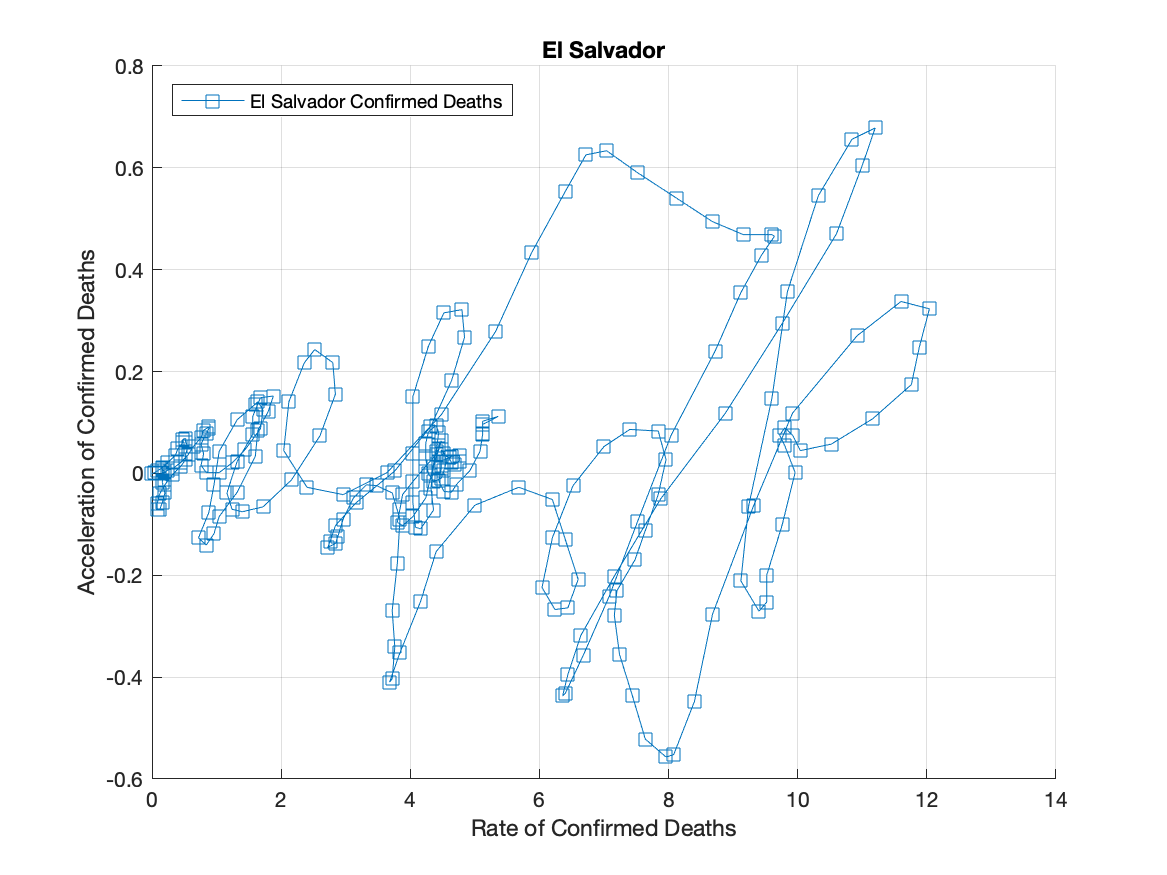 El Salvador
El Salvador Confirmed Deaths
Acceleration of Confirmed Deaths
0.8
0.6
0.4
0.2
0
-0.2
-0.4
-0.6
0 2 4 6 8 10 12 14
Rate of Confirmed Deaths